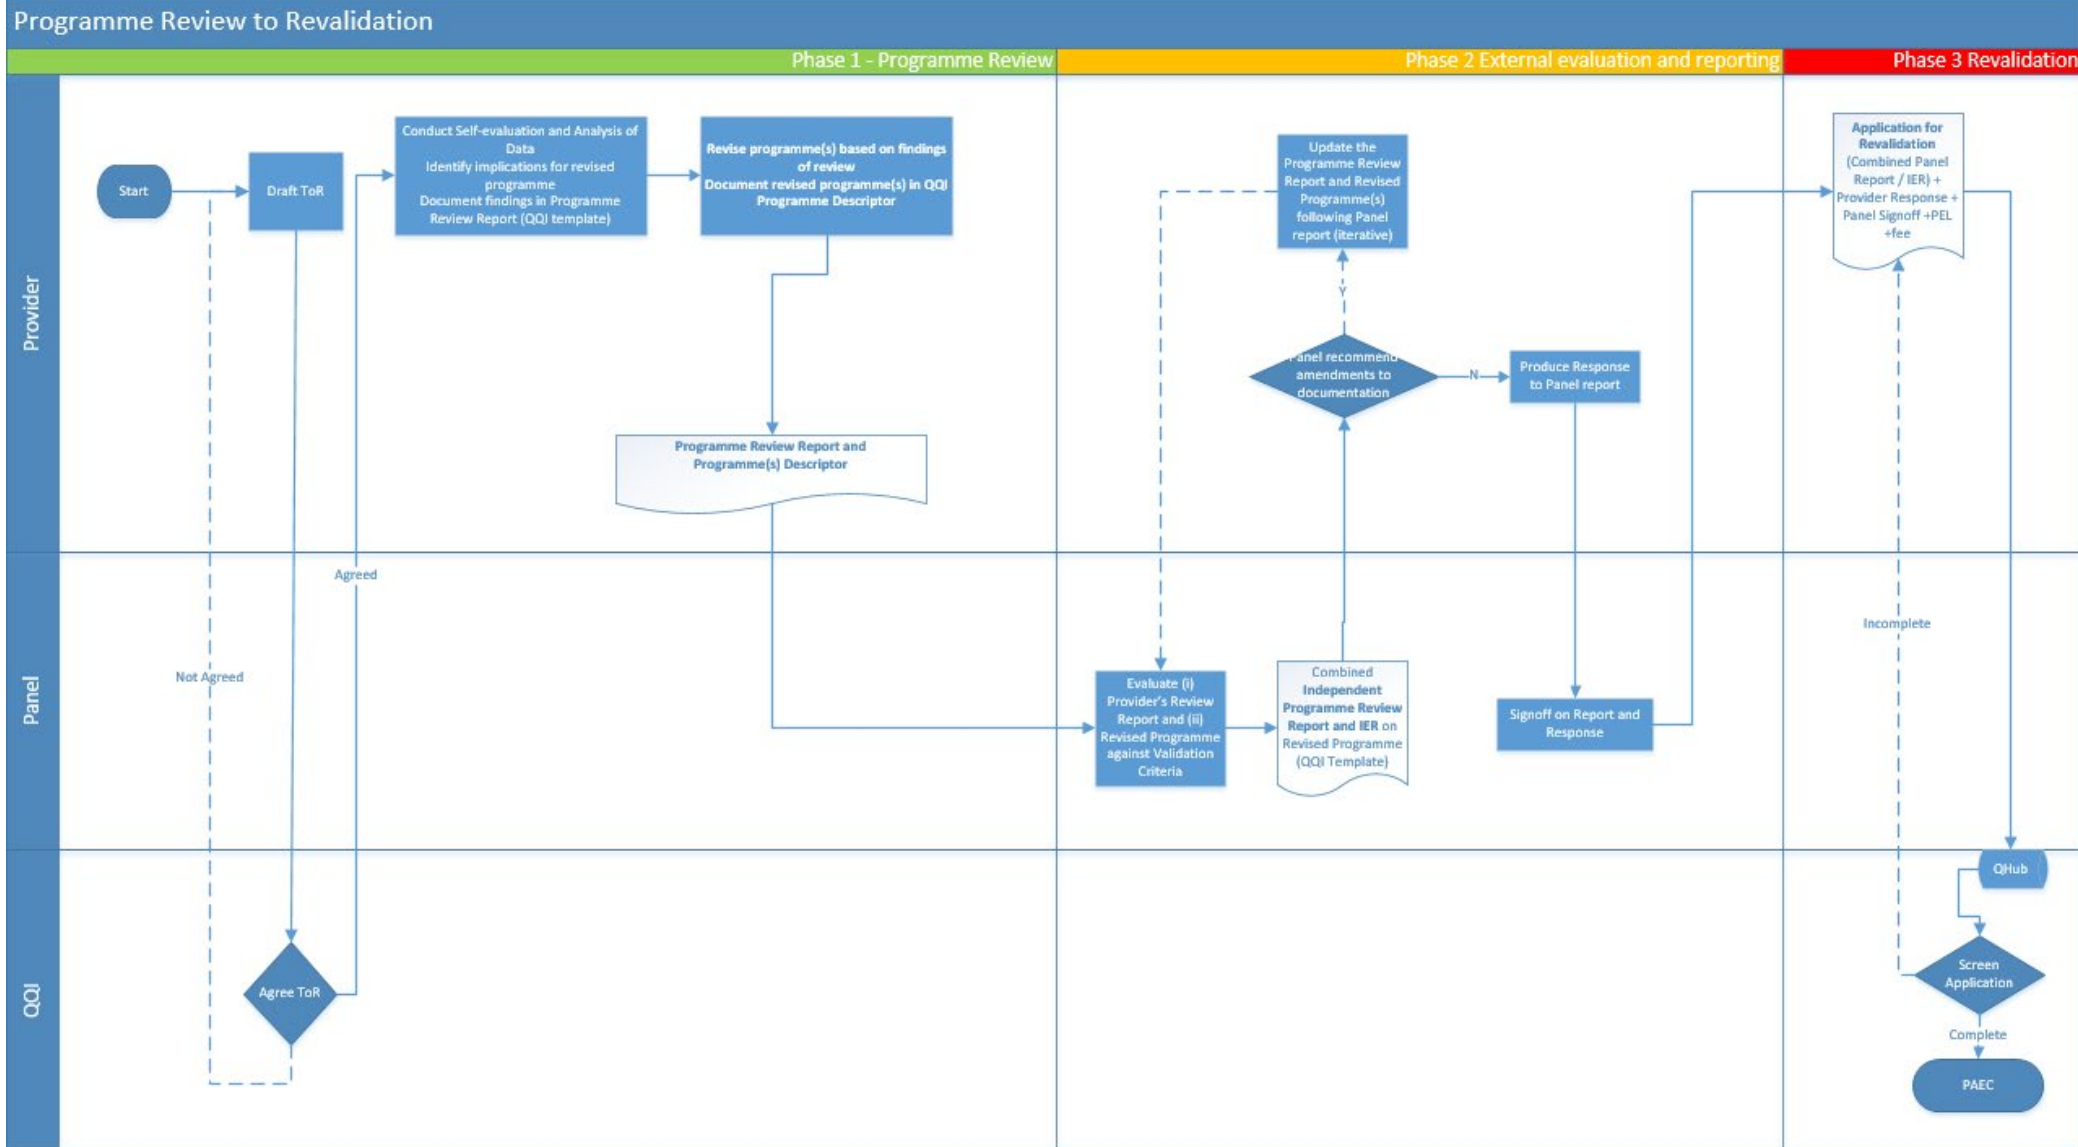 Programme Review to Revalidation
Phase 1 - Programme Review
Phase 2 External evaluation and reporting
Phase 3 Revalidation
Provider
Start
Draft ToR
Conduct Self-evaluation and Analysis of
Data
Identify implications for revised
programme
Document findings in Programme
Review Report (QQI template)
Revise programme(s) based on findings
of review
Document revised programme(s) in QQI
Programme Descriptor
Programme Review Report and
Programme(s) Descriptor
Update the
Programme Review
Report and Revised
Programme(s)
following Panel
report (iterative)
Y
Panel recommend
amendments to
documentation
N
Produce Response
to Panel report
Application for
Revalidation
(Combined Panel
Report / IER) +
Provider Response +
Panel Signoff +PEL
+fee
Panel
Agreed
Not Agreed
Evaluate (i)
Provider's Review
Report and (ii)
Revised Programme
against Validation
Criteria
Combined
Independent
Programme Review
Report and IER on
Revised Programme
(QQI Template)
Signoff on Report and
Response
Incomplete
QQI
Agree ToR
QHub
Screen
Application
Complete
PAEC